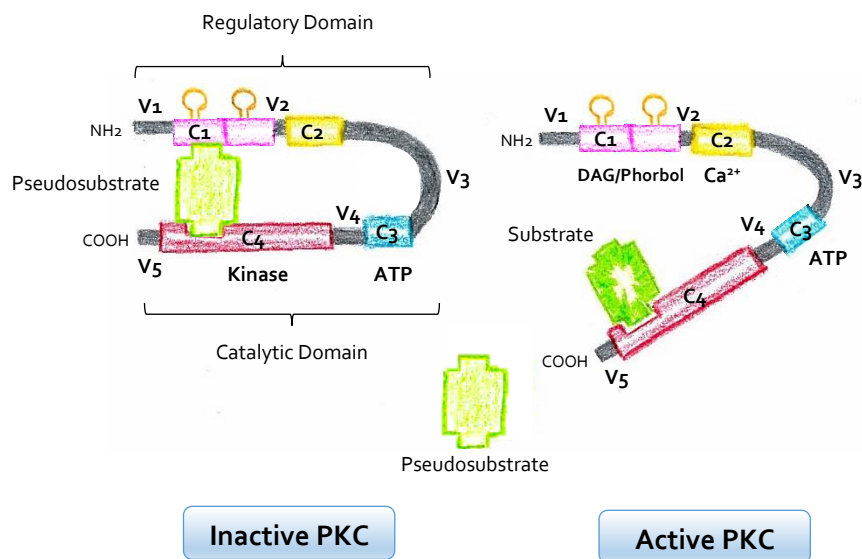 Regulatory Domain
V1
V2
NH2
C1
C2
Pseudosubstrate
V3
V4
COOH
C4
C3
V5
Kinase
ATP
Catalytic Domain
V1
V2
NH2
C1
C2
DAG/Phorbol
Ca²⁺
V3
V4
Substrate
C3
ATP
C4
COOH
V5
Pseudosubstrate
Inactive PKC
Active PKC